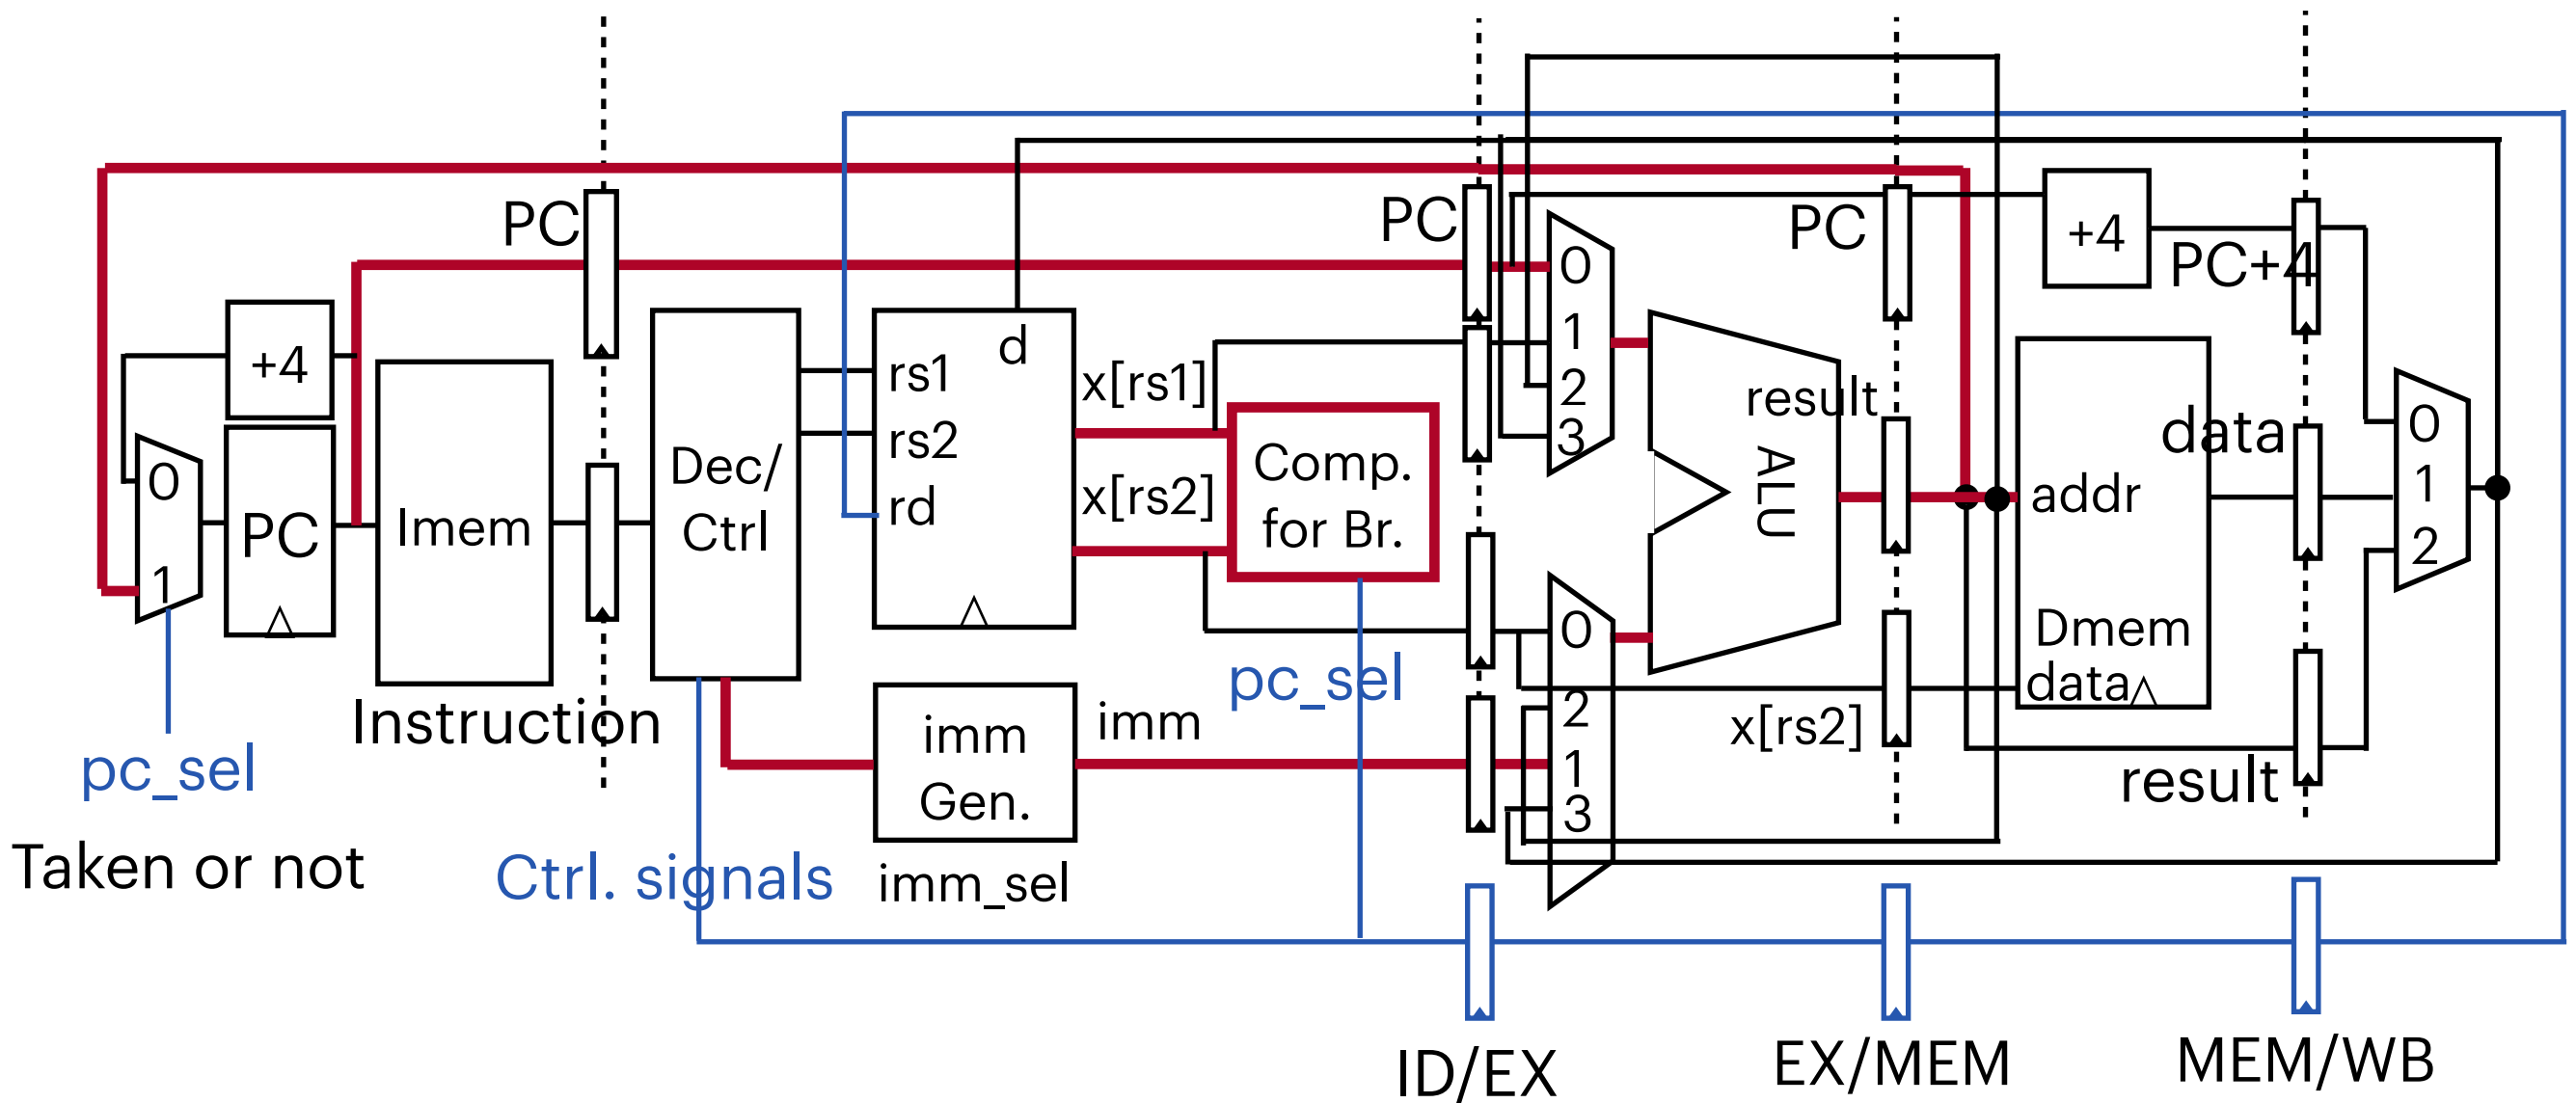 PC
PC
PC
+4
PC+4
+4
0
1
PC
Imem
Dec/
Ctrl
rs1
rs2
rd
d
x[rs1]
x[rs2]
Comp.
for Br.
0
1
2
3
result
ALU
addr
Dmem
data
data
0
1
2
0
2
1
3
x[rs2]
result
Instruction
imm
Gen.
imm
pc_sel
pc_sel
Taken or not
Ctrl. signals
imm_sel
ID/EX
EX/MEM
MEM/WB